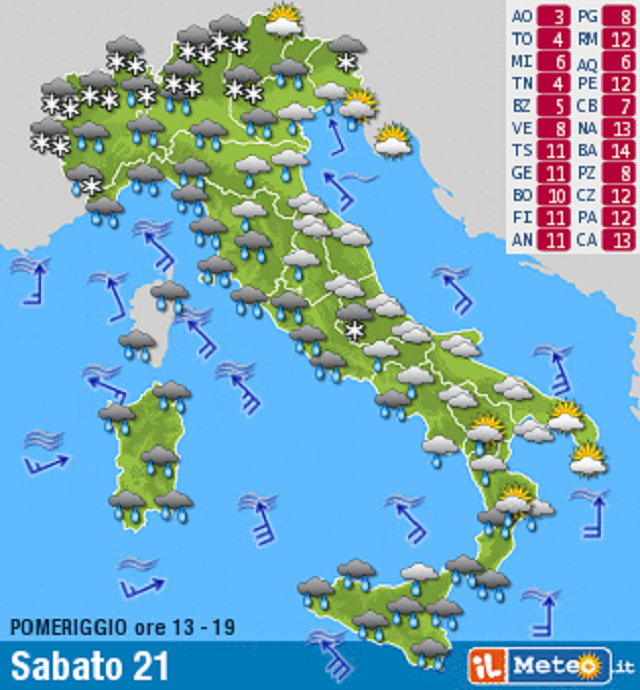 AO 3 PG 8
TO 4 RM 12
MI 6 AQ 6
TN 4 PE 12
BZ 5 CB 7
VE 8 NA 13
TS 11 BA 14
GE 11 PZ 8
BO 10 CZ 12
FI 11 PA 12
AN 11 CA 13
POMERIGGIO ore 13 - 19
Sabato 21
iL Meteo.it